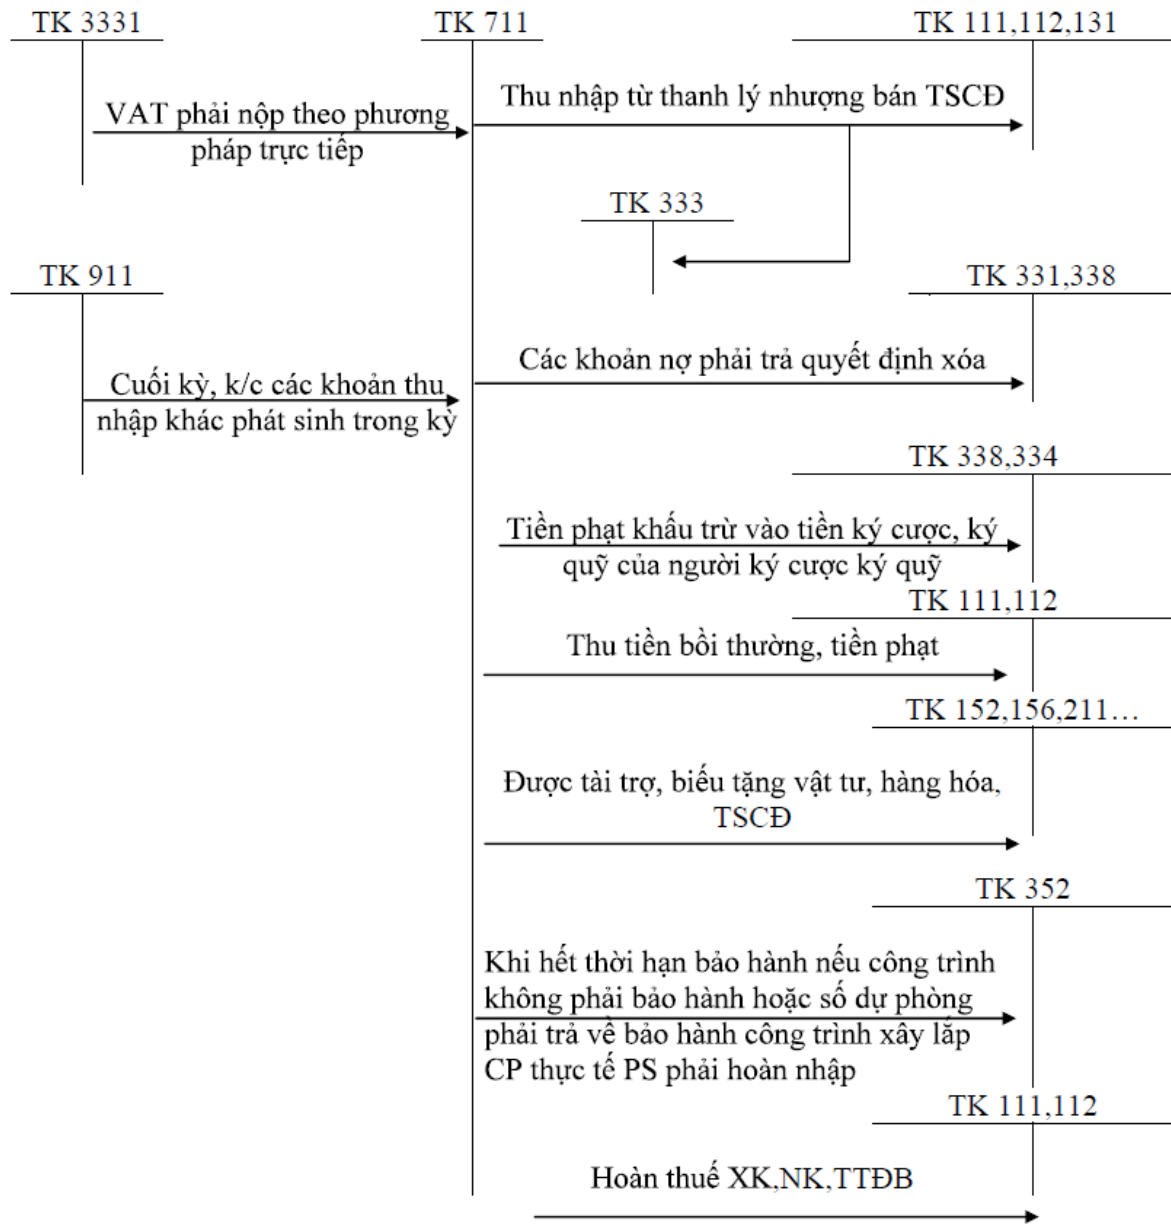 TK 3331
TK 711
TK 111,112,131
VAT phải nộp theo phương
pháp trực tiếp
Thu nhập từ thanh lý nhượng bán TSCĐ
TK 333
TK 911
TK 331,338
Cuối kỳ, k/c các khoản thu
nhập khác phát sinh trong kỳ
Các khoản nợ phải trả quyết định xóa
TK 338,334
Tiền phạt khấu trừ vào tiền ký cược, ký
quỹ của người ký cược ký quỹ
TK 111,112
Thu tiền bồi thường, tiền phạt
TK 152,156,211…
Được tài trợ, biếu tặng vật tư, hàng hóa,
TSCĐ
TK 352
Khi hết thời hạn bảo hành nếu công trình
không phải bảo hành hoặc số dự phòng
phải trả về bảo hành công trình xây lắp
CP thực tế PS phải hoàn nhập
TK 111,112
Hoàn thuế XK,NK,TTĐB